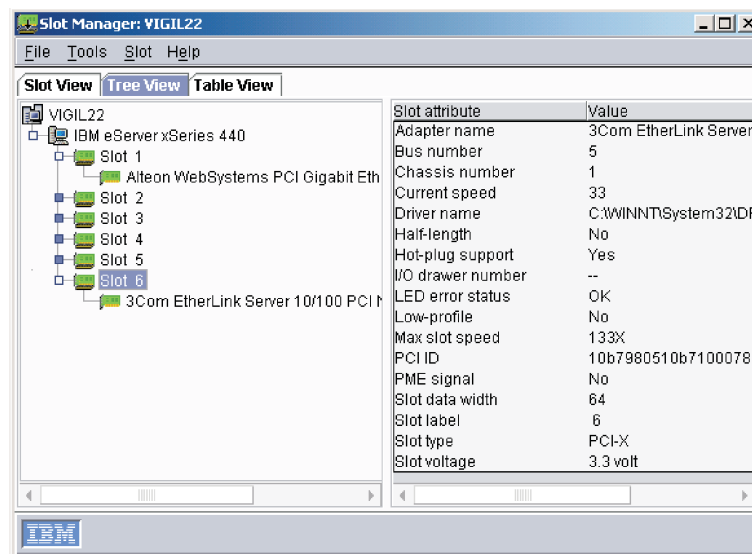 Slot Manager: VIGIL22
File Tools Slot Help
Slot View Tree View Table View
VIGIL22
IBM eServer xSeries 440
Slot 1
Alteon WebSystems PCI Gigabit Eth
Slot 2
Slot 3
Slot 4
Slot 5
Slot 6
3Com EtherLink Server 10/100 PCI N
Slot attribute Value
Adapter name 3Com EtherLink Server
Bus number 5
Chassis number 1
Current speed 33
Driver name C:\WINNT\System32\DR
Half-length No
Hot-plug support Yes
I/O drawer number --
LED error status OK
Low-profile No
Max slot speed 133X
PCI ID 10b7980510b7100078
PME signal No
Slot data width 64
Slot label 6
Slot type PCI-X
Slot voltage 3.3 volt
IBM